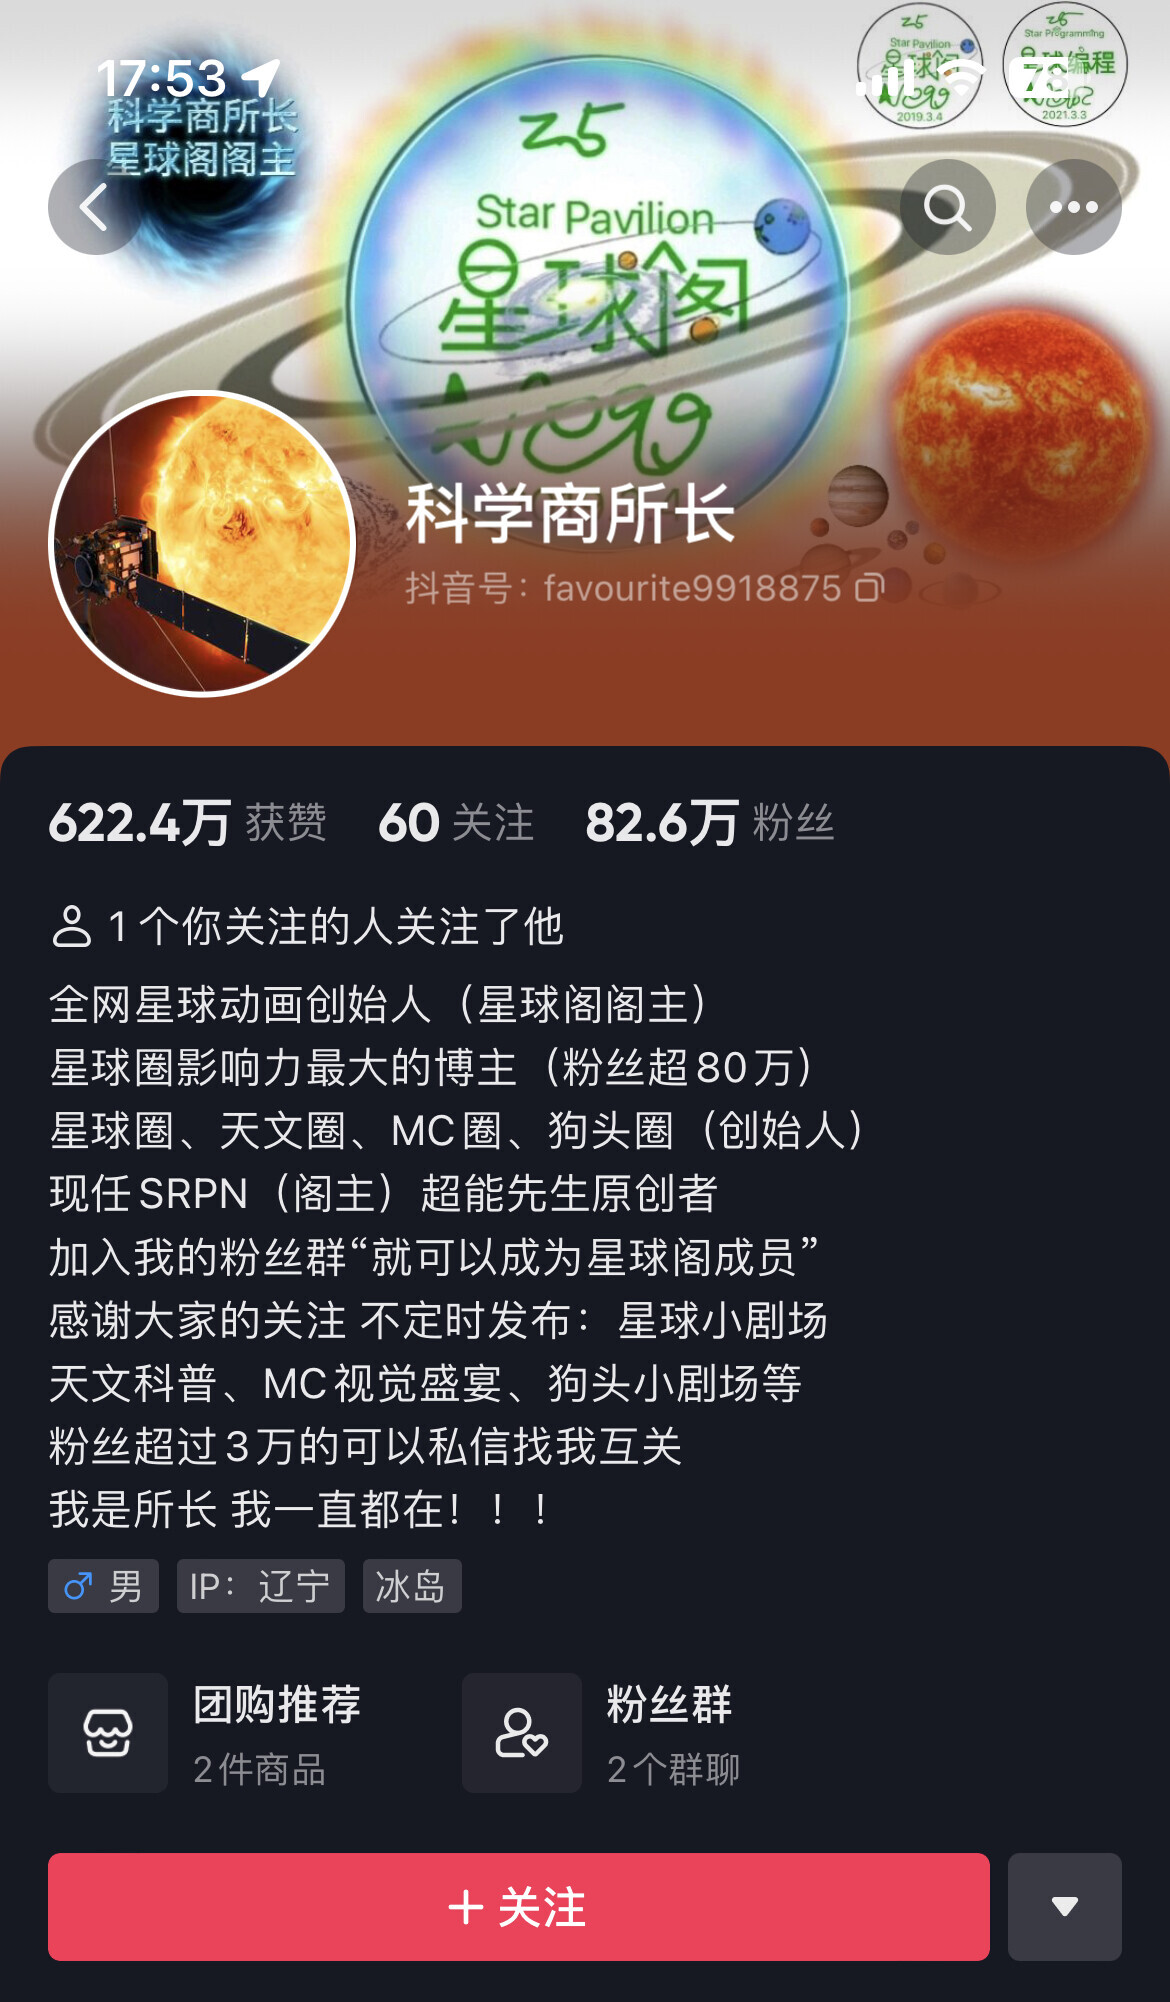 17:53
科学商所长
星球阁阁主
z5
Star Pavilion
星球阁
z5
Star Pavilion
2019.3.4
z5
Star Programming
星球编程
2021.3.3
78
科学商所长
抖音号：favourite9918875
622.4万 获赞 60 关注 82.6万 粉丝
1个你关注的人关注了他
全网星球动画创始人（星球阁阁主）
星球圈影响力最大的博主（粉丝超80万）
星球圈、天文圈、MC圈、狗头圈（创始人）
现任SRPN（阁主）超能先生原创者
加入我的粉丝群“就可以成为星球阁成员”
感谢大家的关注 不定时发布：星球小剧场
天文科普、MC视觉盛宴、狗头小剧场等
粉丝超过3万的可以私信找我互关
我是所长 我一直都在！！！
男 IP：辽宁 冰岛
团购推荐 粉丝群
2件商品 2个群聊
关注